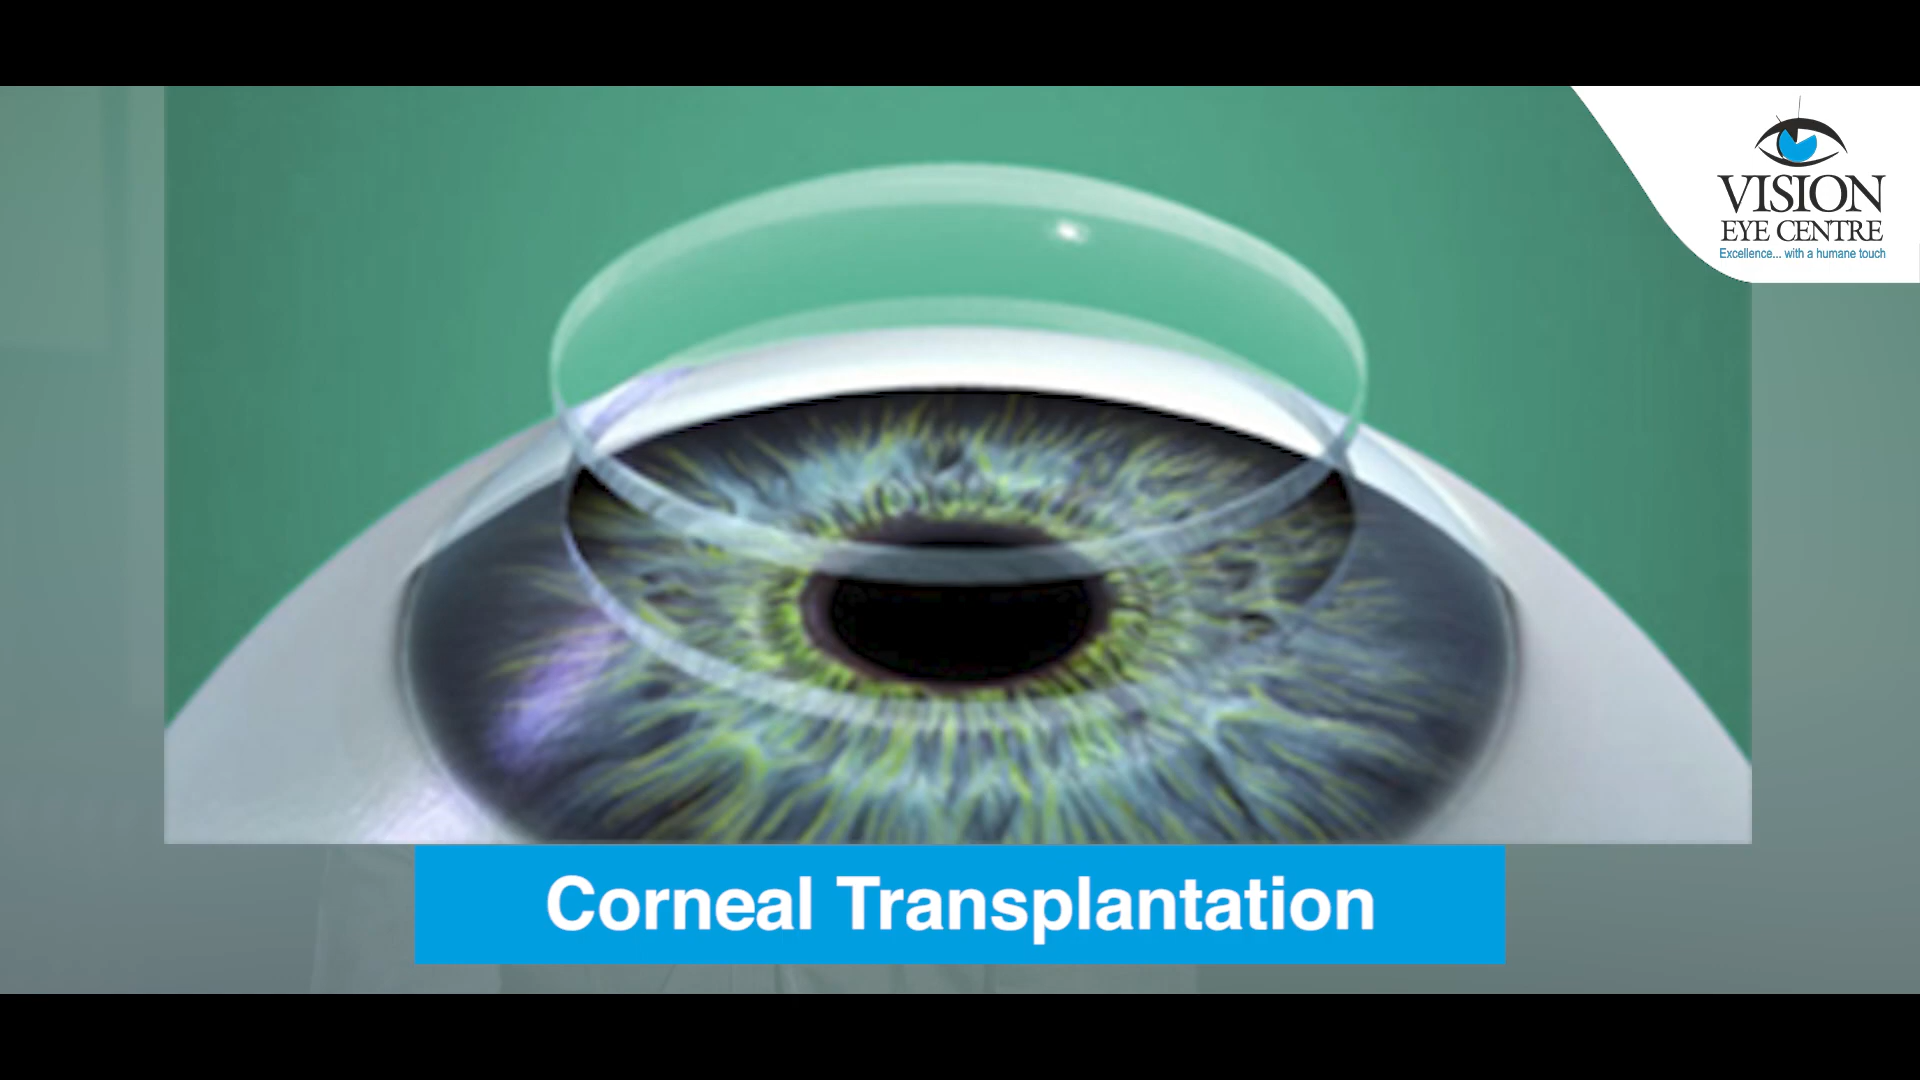 VISION
EYE CENTRE
Excellence... with a humane touch
Corneal Transplantation